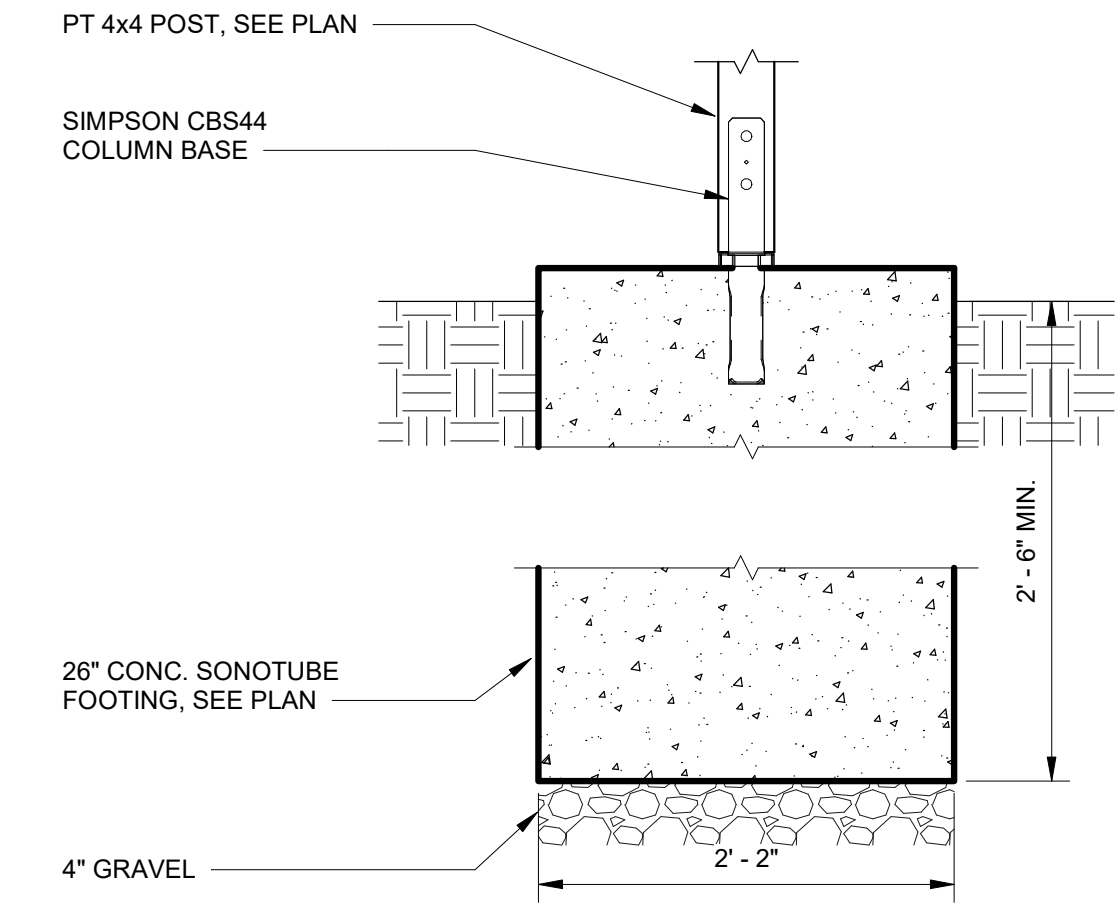 PT 4x4 POST, SEE PLAN
SIMPSON CBS44
COLUMN BASE
2' - 6" MIN.
26" CONC. SONOTUBE
FOOTING, SEE PLAN
4" GRAVEL
2' - 2"